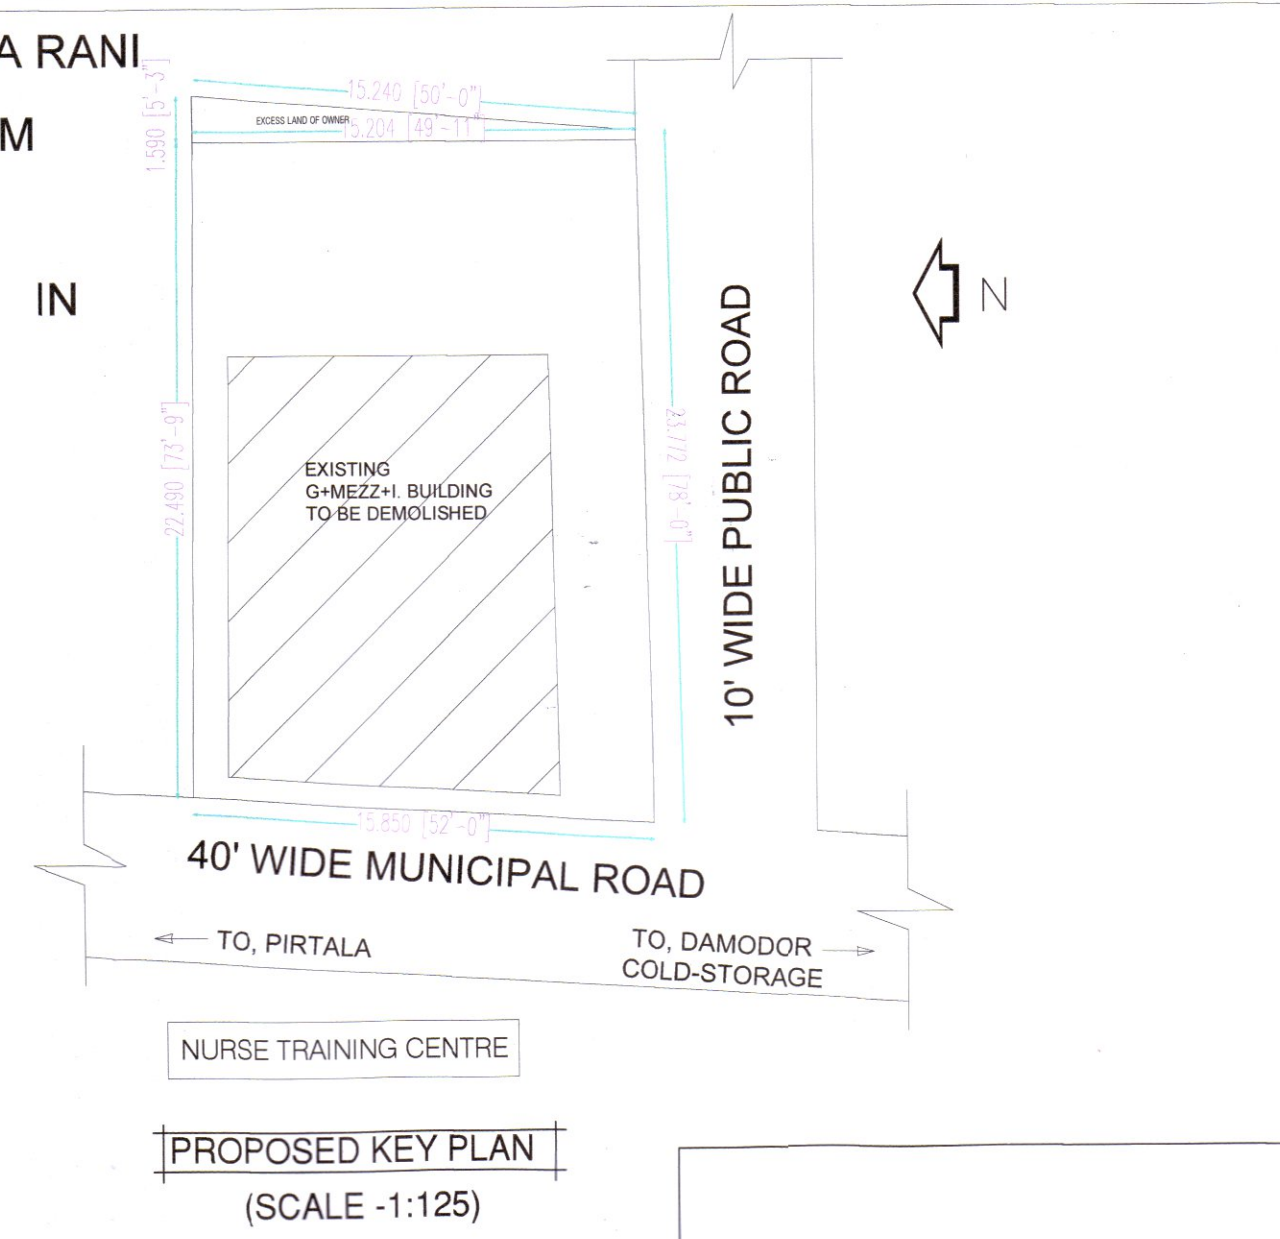 A RANI
M
IN
15.240 [50'-0"]
EXCESS LAND OF OWNER
15.204 [49'-11"]
1.590 [5'-3"]
22.490 [73'-9"]
23.772 [78'-0"]
EXISTING
G+MEZZ+I. BUILDING
TO BE DEMOLISHED
10' WIDE PUBLIC ROAD
N
15.850 [52'-0"]
40' WIDE MUNICIPAL ROAD
TO, PIRTALA
TO, DAMODOR
COLD-STORAGE
NURSE TRAINING CENTRE
PROPOSED KEY PLAN
(SCALE -1:125)